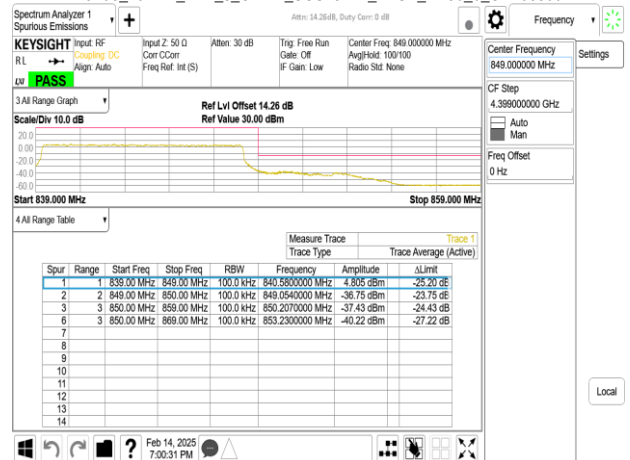 Spectrum Analyzer 1
Spurious Emissions
Attn: 14.26dB, Duty Corr: 0 dB
Frequency
KEYSIGHT
Input: RF
Coupling: DC
Align: Auto
Input Z: 50 Ω
Corr CCorr
Freq Ref: Int (S)
Atten: 30 dB
Trig: Free Run
Gate: Off
IF Gain: Low
Center Freq: 849.000000 MHz
Avg|Hold: 100/100
Radio Std: None
RL
LXI
PASS
Center Frequency
849.000000 MHz
Settings
CF Step
4.399000000 GHz
Auto
Man
Freq Offset
0 Hz
3 All Range Graph
Ref Lvl Offset 14.26 dB
Scale/Div 10.0 dB
Ref Value 30.00 dBm
20.0
0.00
-20.0
-40.0
-60.0
Start 839.000 MHz
Stop 859.000 MHz
4 All Range Table
Measure Trace Trace 1
Trace Type Trace Average (Active)
Spur Range Start Freq Stop Freq RBW Frequency Amplitude ΔLimit
1 1 839.00 MHz 849.00 MHz 100.0 kHz 840.5800000 MHz 4.805 dBm -25.20 dB
2 2 849.00 MHz 850.00 MHz 100.0 kHz 849.0540000 MHz -36.75 dBm -23.75 dB
3 3 850.00 MHz 859.00 MHz 100.0 kHz 850.2070000 MHz -37.43 dBm -24.43 dB
6 3 850.00 MHz 869.00 MHz 100.0 kHz 853.2300000 MHz -40.22 dBm -27.22 dB
7
8
9
10
11
12
13
14
Local
?
Feb 14, 2025
7:00:31 PM